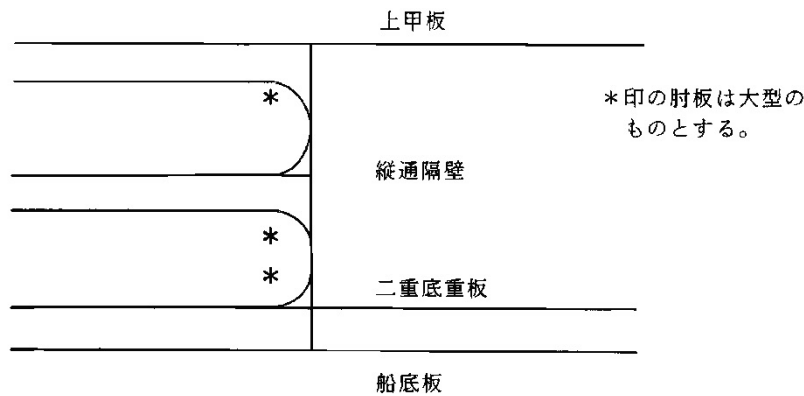 上甲板
*印の肘板は大型の
ものとする。
縦通隔壁
二重底重板
船底板
*
*
*